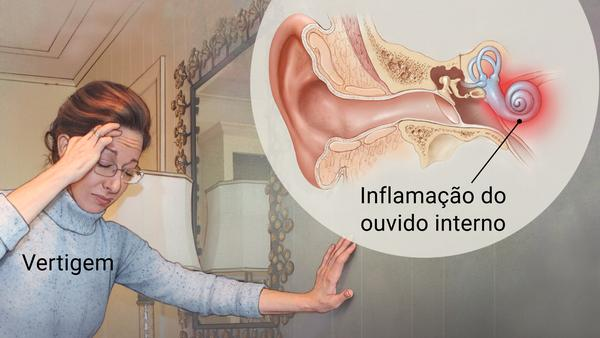 Inflamação do
ouvido interno
Vertigem